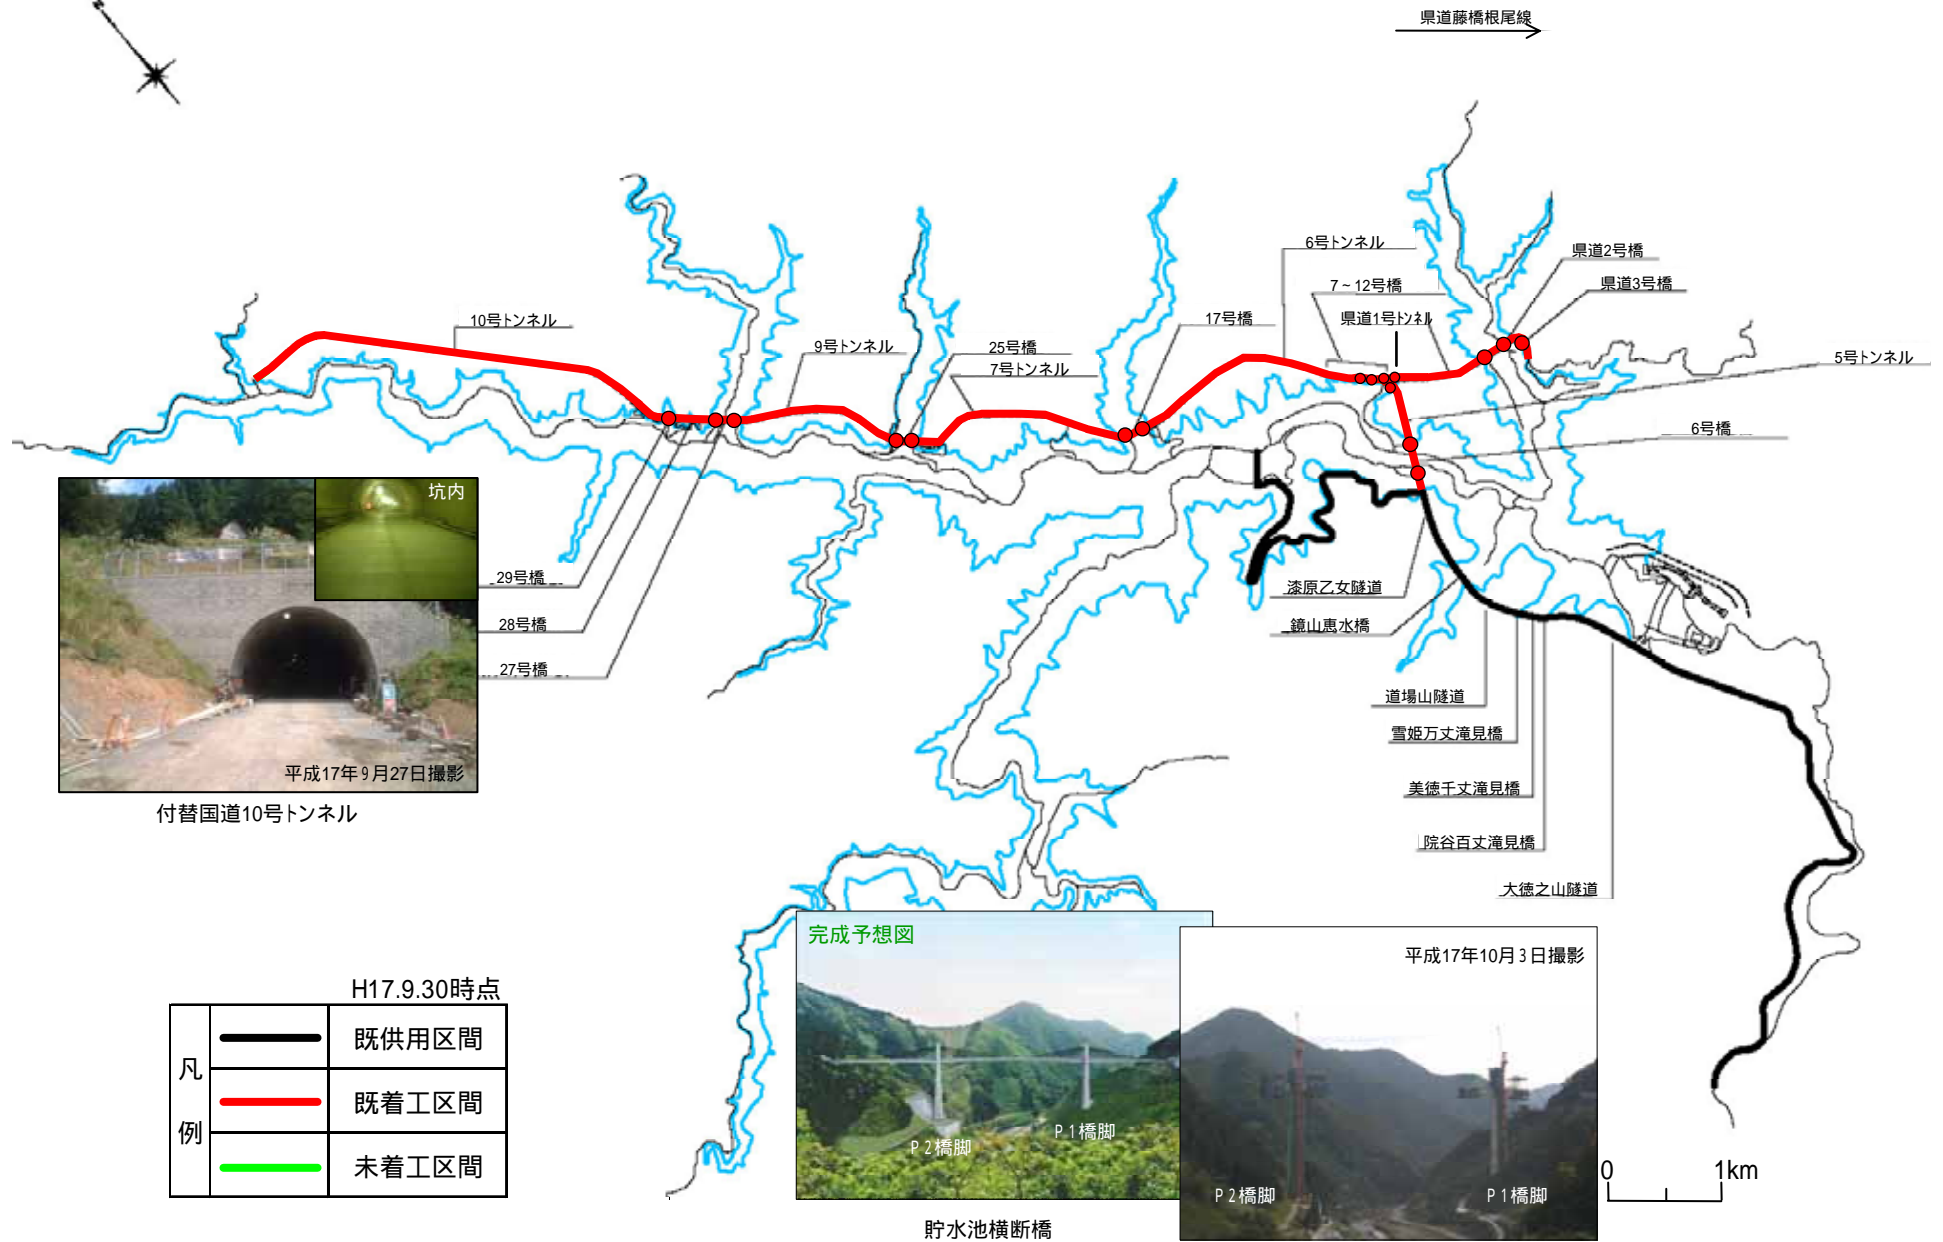 県道藤橋根尾線
6号トンネル
県道2号橋
7~12号橋
県道3号橋
10号トンネル
17号橋
県道1号トンネル
9号トンネル
25号橋
7号トンネル
5号トンネル
6号橋
坑内
29号橋
28号橋
27号橋
平成17年9月27日撮影
付替国道10号トンネル
漆原乙女隧道
鏡山恵水橋
道場山隧道
雪姫万丈滝見橋
美徳千丈滝見橋
院谷百丈滝見橋
大徳之山隧道
完成予想図
P2橋脚
P1橋脚
貯水池横断橋
平成17年10月3日撮影
P2橋脚
P1橋脚
0 1km
H17.9.30時点
凡例
既供用区間
既着工区間
未着工区間